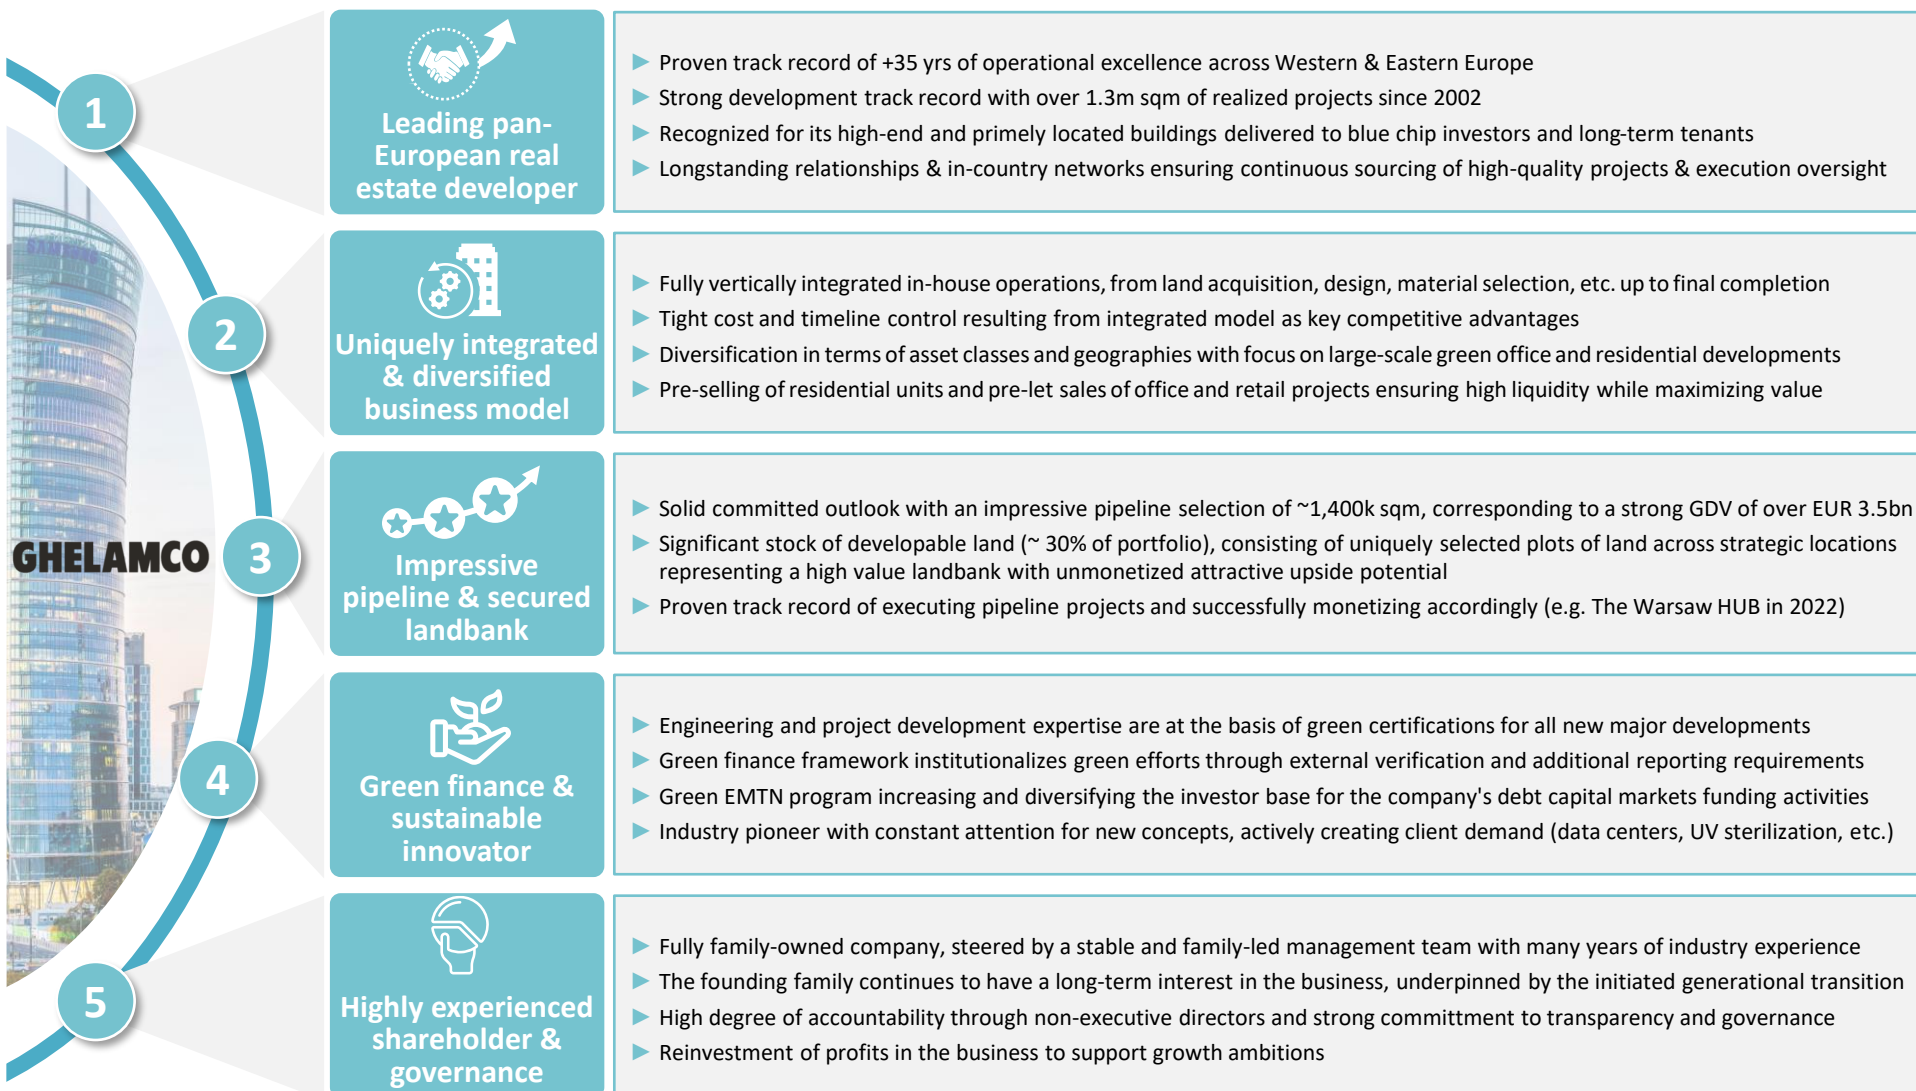 GHELAMCO
SAMSUNG
1
Leading pan-
European real
estate developer
Proven track record of +35 yrs of operational excellence across Western & Eastern Europe
Strong development track record with over 1.3m sqm of realized projects since 2002
Recognized for its high-end and primely located buildings delivered to blue chip investors and long-term tenants
Longstanding relationships & in-country networks ensuring continuous sourcing of high-quality projects & execution oversight
2
Uniquely integrated
& diversified
business model
Fully vertically integrated in-house operations, from land acquisition, design, material selection, etc. up to final completion
Tight cost and timeline control resulting from integrated model as key competitive advantages
Diversification in terms of asset classes and geographies with focus on large-scale green office and residential developments
Pre-selling of residential units and pre-let sales of office and retail projects ensuring high liquidity while maximizing value
3
Impressive
pipeline & secured
landbank
Solid committed outlook with an impressive pipeline selection of ~1,400k sqm, corresponding to a strong GDV of over EUR 3.5bn
Significant stock of developable land (~ 30% of portfolio), consisting of uniquely selected plots of land across strategic locations
representing a high value landbank with unmonetized attractive upside potential
Proven track record of executing pipeline projects and successfully monetizing accordingly (e.g. The Warsaw HUB in 2022)
4
Green finance &
sustainable
innovator
Engineering and project development expertise are at the basis of green certifications for all new major developments
Green finance framework institutionalizes green efforts through external verification and additional reporting requirements
Green EMTN program increasing and diversifying the investor base for the company's debt capital markets funding activities
Industry pioneer with constant attention for new concepts, actively creating client demand (data centers, UV sterilization, etc.)
5
Highly experienced
shareholder &
governance
Fully family-owned company, steered by a stable and family-led management team with many years of industry experience
The founding family continues to have a long-term interest in the business, underpinned by the initiated generational transition
High degree of accountability through non-executive directors and strong committment to transparency and governance
Reinvestment of profits in the business to support growth ambitions